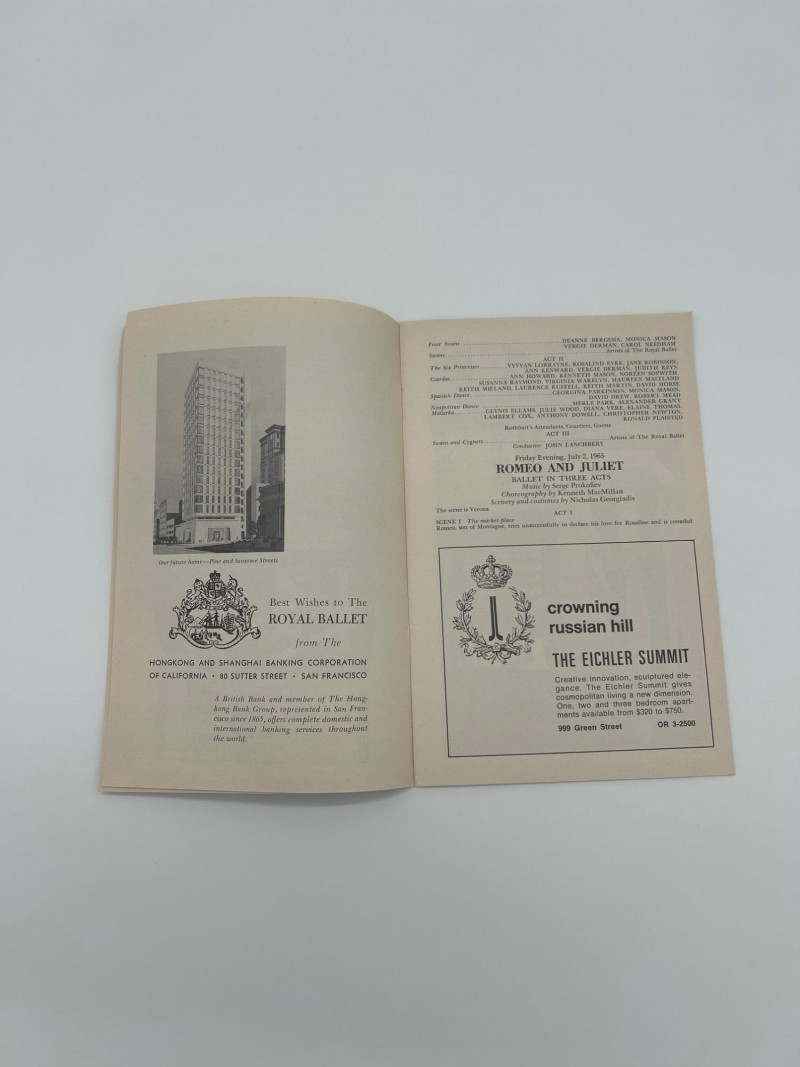 Our future home—Pine and Sansome Streets
Best Wishes to The
ROYAL BALLET
from The
HONGKONG AND SHANGHAI BANKING CORPORATION
OF CALIFORNIA • 80 SUTTER STREET • SAN FRANCISCO
A British Bank and member of The Hong-
kong Bank Group, represented in San Fran-
cisco since 1865, offers complete domestic and
international banking services throughout
the world.
Four Swans DEANNE BERGSMA, MONICA MASON
VERGIE DERMAN, CAROL NEEDHAM
Swans Artists of The Royal Ballet
ACT II
The Six Princesses VYVYAN LORRAYNE, ROSALIND EYRE, JANE ROBINSON,
ANN KENWARD, VERGIE DERMAN, JUDITH KEYN
Czardas ANN HOWARD, KENNETH MASON, NOREEN SOPWITH,
SUSANNA RAYMOND, VIRGINIA WAKELYN, MAUREEN MAITLAND
KEITH MILLAND, LAURENCE RUFFELL, KEITH MARTIN, DAVID MORSE
Spanish Dance GEORGINA PARKINSON, MONICA MASON,
DAVID DREW, ROBERT MEAD
Neapolitan Dance MERLE PARK, ALEXANDER GRANT
Mazurka GLENIS ELLAMS, JULIE WOOD, DIANA VERE, ELAINE THOMAS,
LAMBERT COX, ANTHONY DOWELL, CHRISTOPHER NEWTON,
RONALD PLAISTED
Rothbart's Attendants, Courtiers, Guests
ACT III
Swans and Cygnets Artists of The Royal Ballet
Conductor: JOHN LANCHBERY
Friday Evening, July 2, 1965
ROMEO AND JULIET
BALLET IN THREE ACTS
Music by Serge Prokofiev
Choreography by Kenneth MacMillan
Scenery and costumes by Nicholas Georgiadis
The scene is Verona
ACT I
SCENE 1 The market place
Romeo, son of Montague, tries unsuccessfully to declare his love for Rosaline and is consoled
crowning
russian hill
THE EICHLER SUMMIT
Creative innovation, sculptured ele-
gance. The Eichler Summit gives
cosmopolitan living a new dimension.
One, two and three bedroom apart-
ments available from $320 to $750.
999 Green Street OR 3-2500